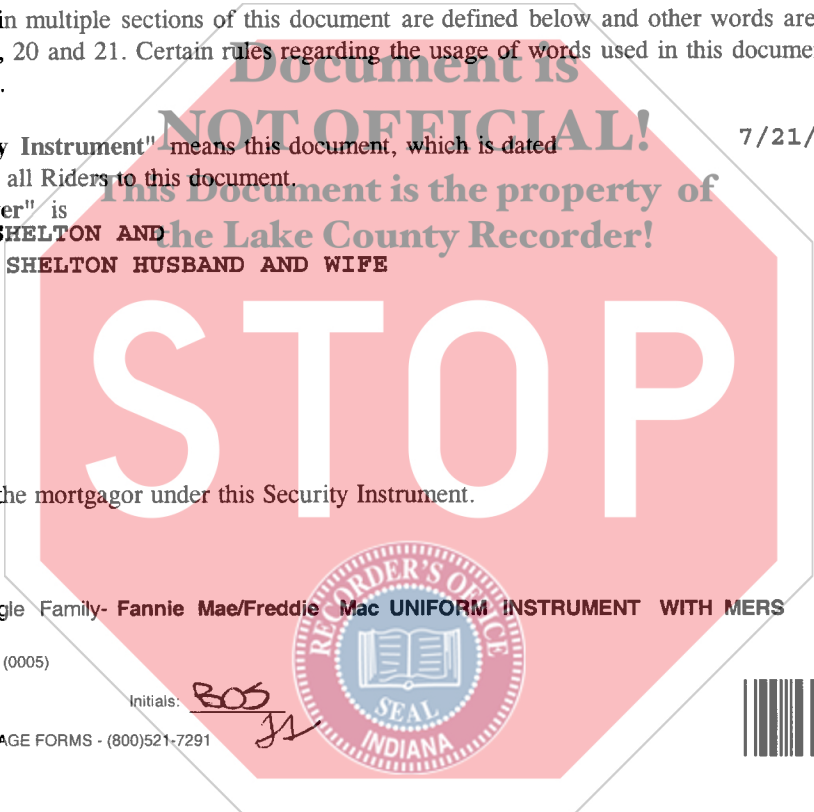 in multiple sections of this document are defined below and other words are
, 20 and 21. Certain rules regarding the usage of words used in this docume
.
Document is
NOT OFFICIAL!
This Document is the property of
the Lake County Recorder!
y Instrument" means this document, which is dated 7/21/
all Riders to this document.
er" is
SHELTON AND
SHELTON HUSBAND AND WIFE
STOP
the mortgagor under this Security Instrument.
gle Family- Fannie Mae/Freddie Mac UNIFORM INSTRUMENT WITH MERS
(0005)
Initials: BOS
AGE FORMS - (800)521-7291
RECORDER'S OFFICE
SEAL
INDIANA